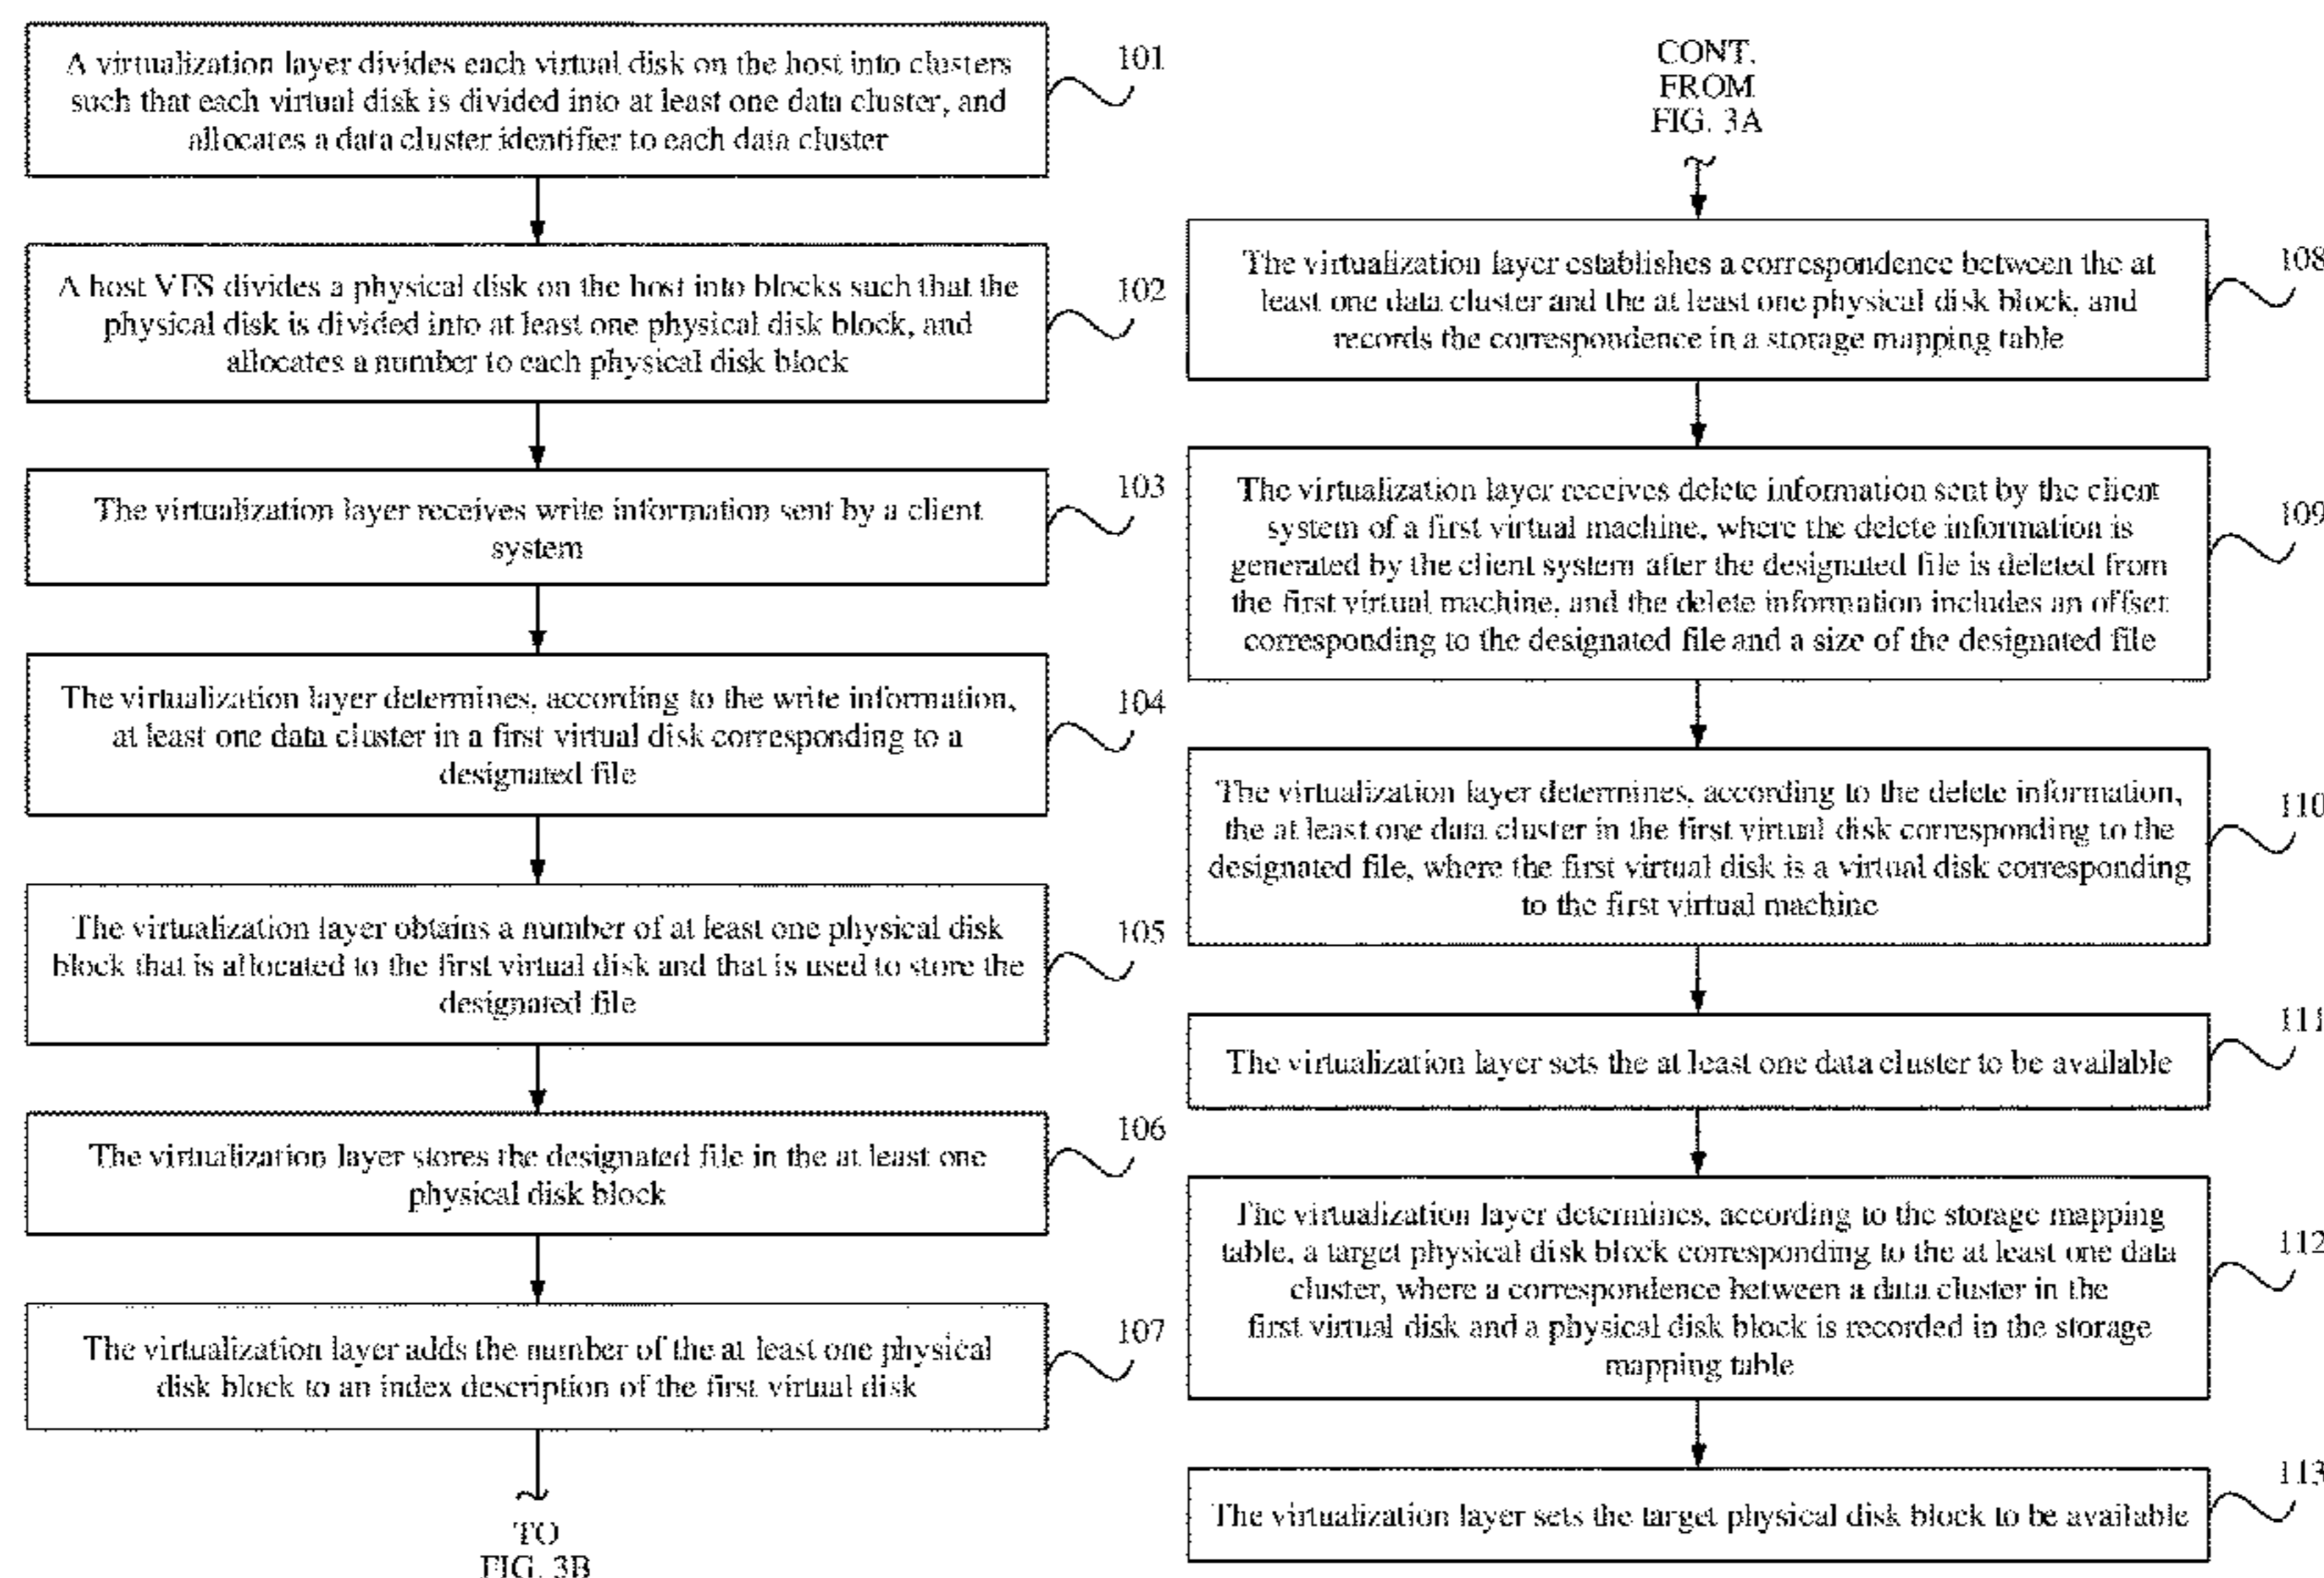 A virtualization layer divides each virtual disk on the host into clusters
such that each virtual disk is divided into at least one data cluster, and
allocates a data cluster identifier to each data cluster
101
A host VFS divides a physical disk on the host into blocks such that the
physical disk is divided into at least one physical disk block, and
allocates a number to each physical disk block
102
The virtualization layer receives write information sent by a client
system
103
The virtualization layer determines, according to the write information,
at least one data cluster in a first virtual disk corresponding to a
designated file
104
The virtualization layer obtains a number of at least one physical disk
block that is allocated to the first virtual disk and that is used to store the
designated file
105
The virtualization layer stores the designated file in the at least one
physical disk block
106
The virtualization layer adds the number of the at least one physical
disk block to an index description of the first virtual disk
107
TO
FIG. 3B
CONT.
FROM
FIG. 3A
The virtualization layer establishes a correspondence between the at
least one data cluster and the at least one physical disk block, and
records the correspondence in a storage mapping table
108
The virtualization layer receives delete information sent by the client
system of a first virtual machine, where the delete information is
generated by the client system after the designated file is deleted from
the first virtual machine, and the delete information includes an offset
corresponding to the designated file and a size of the designated file
109
The virtualization layer determines, according to the delete information,
the at least one data cluster in the first virtual disk corresponding to the
designated file, where the first virtual disk is a virtual disk corresponding
to the first virtual machine
110
The virtualization layer sets the at least one data cluster to be available
111
The virtualization layer determines, according to the storage mapping
table, a target physical disk block corresponding to the at least one data
cluster, where a correspondence between a data cluster in the
first virtual disk and a physical disk block is recorded in the storage
mapping table
112
The virtualization layer sets the target physical disk block to be available
113